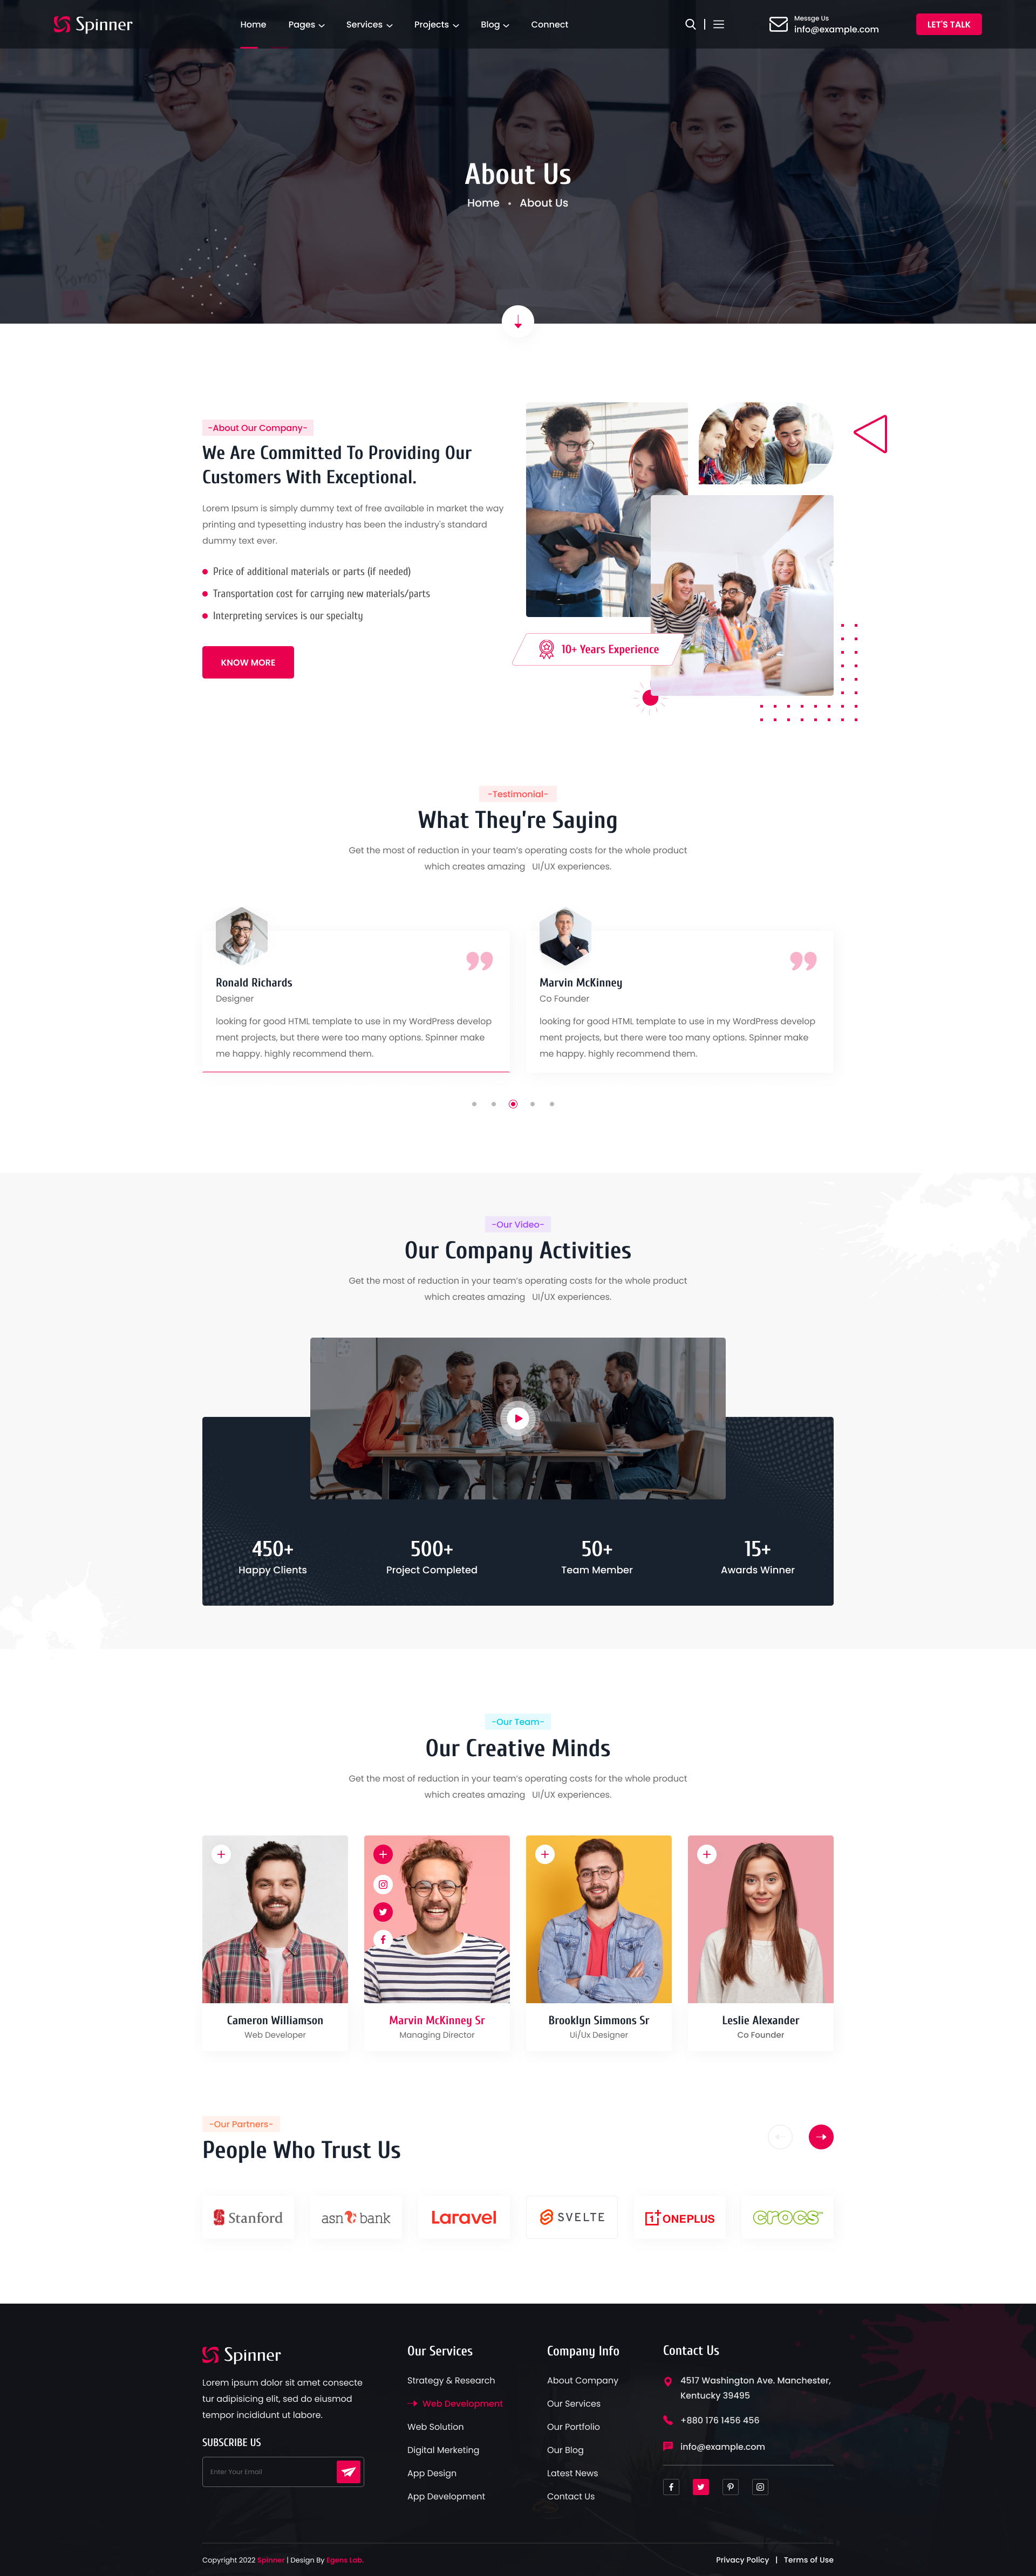 Spinner
Home Pages Services Projects Blog Connect
Messge Us
info@example.com
LET'S TALK
About Us
Home • About Us
-About Our Company-
We Are Committed To Providing Our
Customers With Exceptional.
Lorem Ipsum is simply dummy text of free available in market the way
printing and typesetting industry has been the industry's standard
dummy text ever.
Price of additional materials or parts (if needed)
Transportation cost for carrying new materials/parts
Interpreting services is our specialty
KNOW MORE
10+ Years Experience
-Testimonial-
What They're Saying
Get the most of reduction in your team's operating costs for the whole product
which creates amazing UI/UX experiences.
Ronald Richards
Designer
looking for good HTML template to use in my WordPress develop
ment projects, but there were too many options. Spinner make
me happy. highly recommend them.
Marvin McKinney
Co Founder
looking for good HTML template to use in my WordPress develop
ment projects, but there were too many options. Spinner make
me happy. highly recommend them.
-Our Video-
Our Company Activities
Get the most of reduction in your team's operating costs for the whole product
which creates amazing UI/UX experiences.
450+
Happy Clients
500+
Project Completed
50+
Team Member
15+
Awards Winner
-Our Team-
Our Creative Minds
Get the most of reduction in your team's operating costs for the whole product
which creates amazing UI/UX experiences.
Cameron Williamson
Web Developer
Marvin McKinney Sr
Managing Director
Brooklyn Simmons Sr
Ui/Ux Designer
Leslie Alexander
Co Founder
-Our Partners-
People Who Trust Us
Stanford
asn bank
Laravel
SVELTE
1+ ONEPLUS
crocs™
Spinner
Lorem ipsum dolor sit amet consecte
tur adipisicing elit, sed do eiusmod
tempor incididunt ut labore.
SUBSCRIBE US
Enter Your Email
Our Services
Strategy & Research
Web Development
Web Solution
Digital Merketing
App Design
App Development
Company Info
About Company
Our Services
Our Portfolio
Our Blog
Latest News
Contact Us
Contact Us
4517 Washington Ave. Manchester,
Kentucky 39495
+880 176 1456 456
info@example.com
Copyright 2022 Spinner | Design By Egens Lab.
Privacy Policy | Terms of Use